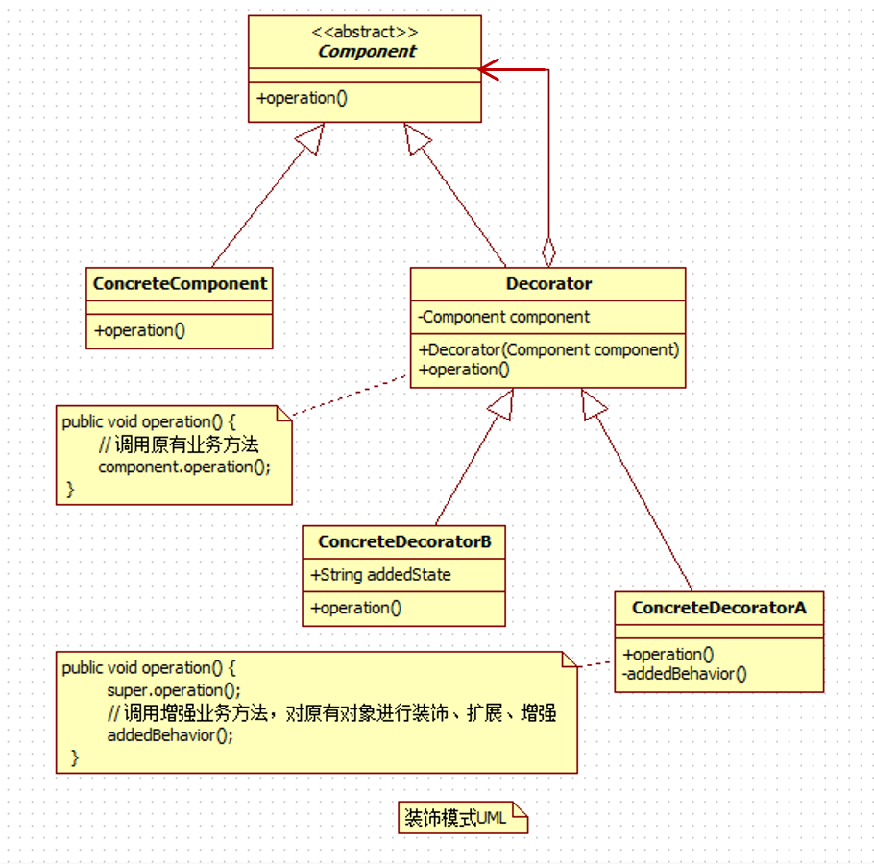 <<abstract>>
Component
+operation()
ConcreteComponent
+operation()
Decorator
-Component component
+Decorator(Component component)
+operation()
public void operation() {
// 调用原有业务方法
component.operation();
}
ConcreteDecoratorB
+String addedState
+operation()
ConcreteDecoratorA
+operation()
-addedBehavior()
public void operation() {
super.operation();
// 调用增强业务方法，对原有对象进行装饰、扩展、增强
addedBehavior();
}
装饰模式UML